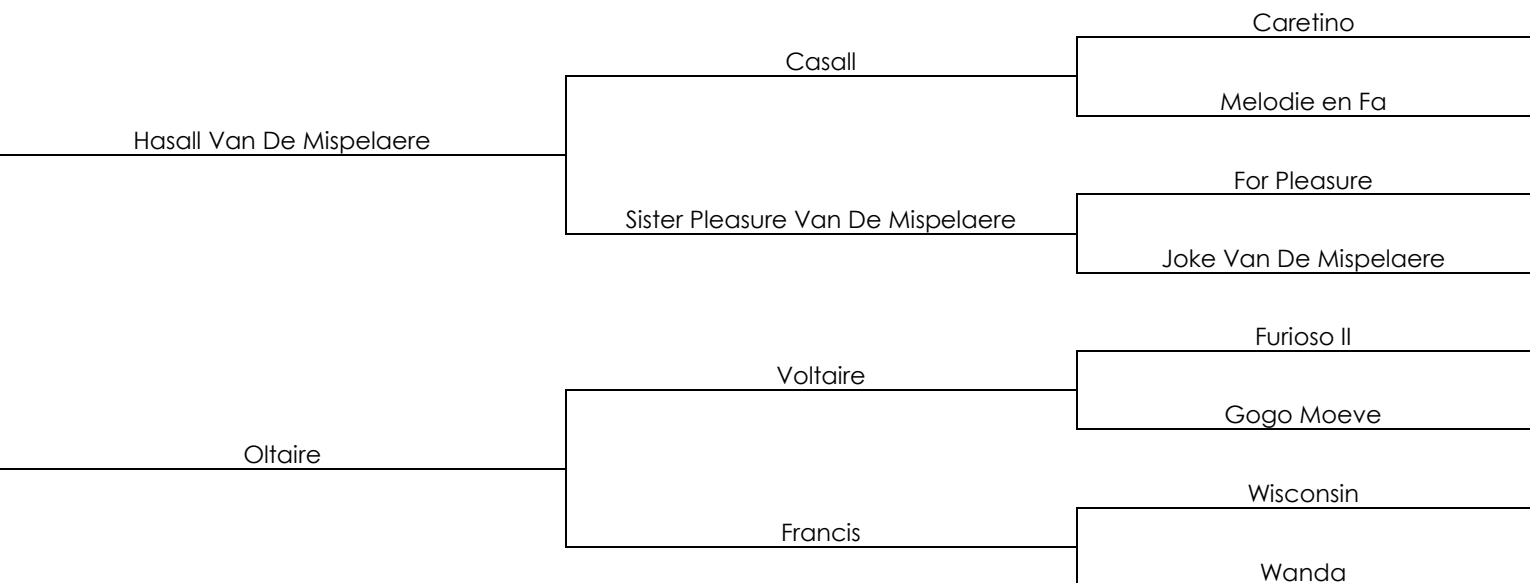 Caretino
Casall
Melodie en Fa
Hasall Van De Mispelaere
For Pleasure
Sister Pleasure Van De Mispelaere
Joke Van De Mispelaere
Furioso II
Voltaire
Gogo Moeve
Oltaire
Wisconsin
Francis
Wanda